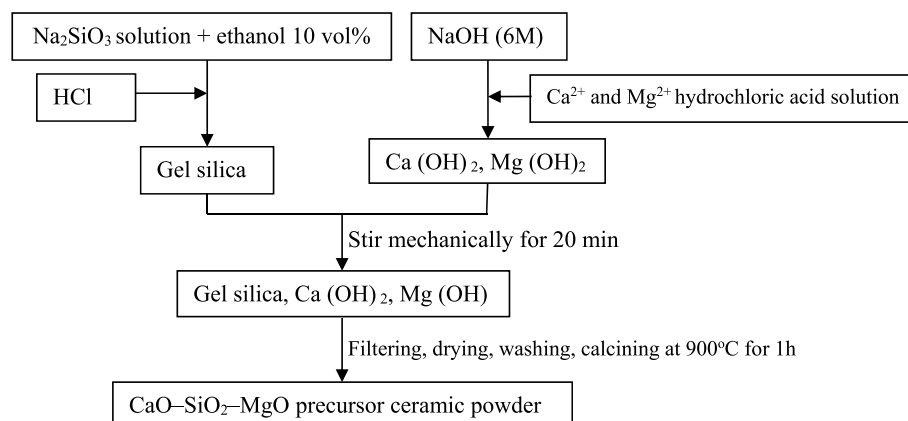 Na₂SiO₃ solution + ethanol 10 vol%
NaOH (6M)
HCl
Ca²⁺ and Mg²⁺ hydrochloric acid solution
Gel silica
Ca (OH) ₂, Mg (OH)₂
Stir mechanically for 20 min
Gel silica, Ca (OH) ₂, Mg (OH)
Filtering, drying, washing, calcining at 900ºC for 1h
CaO–SiO₂–MgO precursor ceramic powder